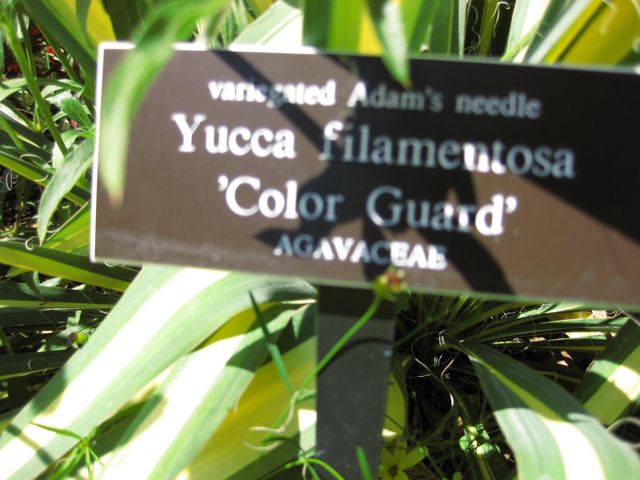 variegated Adam's needle
Yucca filamentosa
'Color Guard'
AGAVACEAE